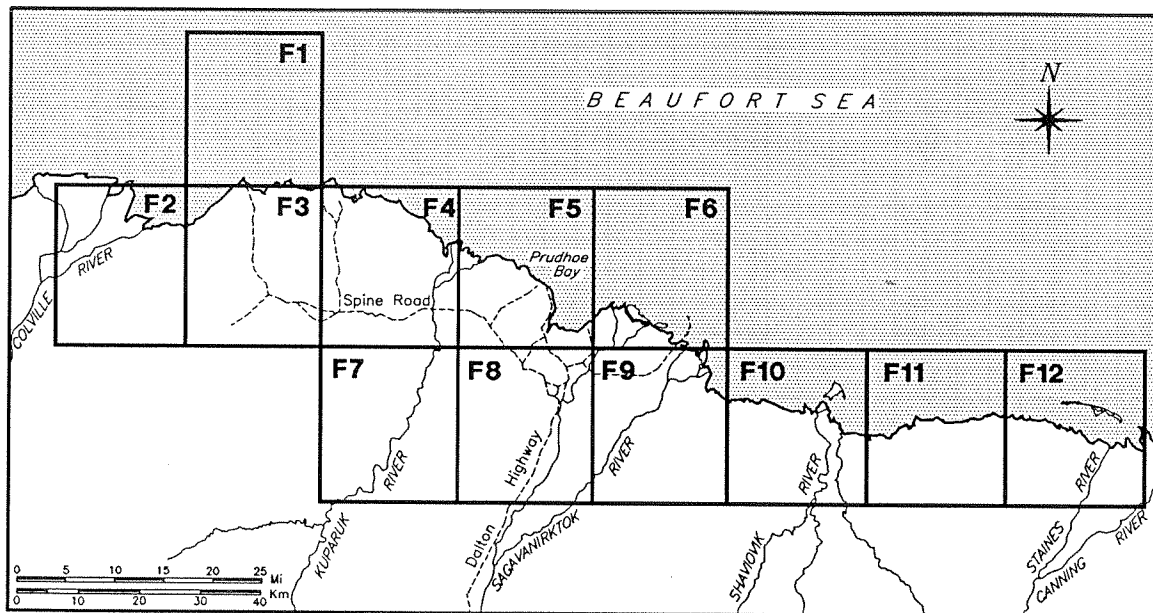 F1
BEAUFORT SEA
N
F2
F3
F4
F5
F6
Prudhoe
Bay
COLVILLE RIVER
Spine Road
F7
F8
F9
F10
F11
F12
Dalton Highway
KUPARUK RIVER
SAGAVANIRKTOK RIVER
SHAVIOVIK RIVER
STAINES RIVER
CANNING RIVER
0 5 10 15 20 25
Mi
Km
0 10 20 30 40